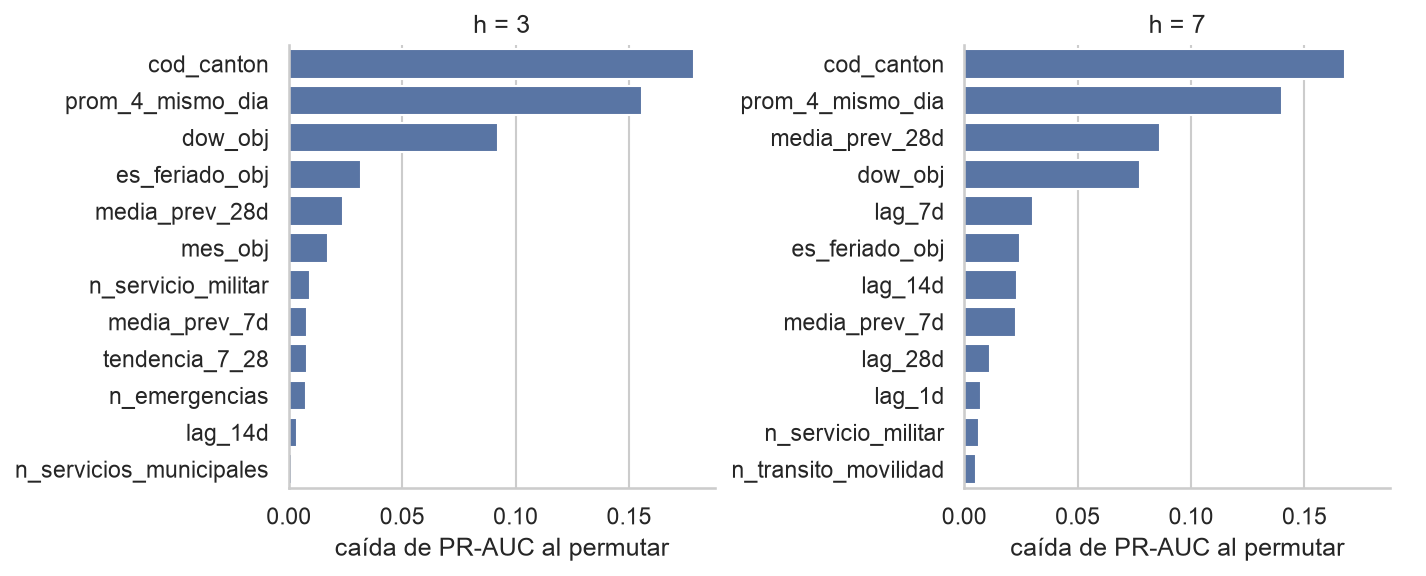 h = 3
cod_canton
prom_4_mismo_dia
dow_obj
es_feriado_obj
media_prev_28d
mes_obj
n_servicio_militar
media_prev_7d
tendencia_7_28
n_emergencias
lag_14d
n_servicios_municipales
0.00 0.05 0.10 0.15
caída de PR-AUC al permutar
h = 7
cod_canton
prom_4_mismo_dia
media_prev_28d
dow_obj
lag_7d
es_feriado_obj
lag_14d
media_prev_7d
lag_28d
lag_1d
n_servicio_militar
n_transito_movilidad
0.00 0.05 0.10 0.15
caída de PR-AUC al permutar